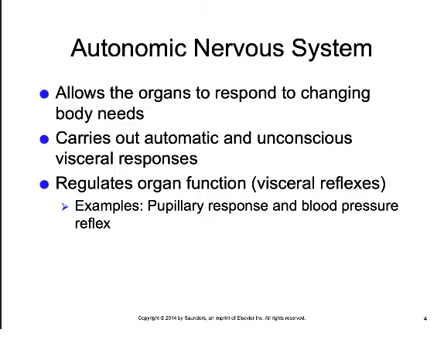 Autonomic Nervous System
● Allows the organs to respond to changing
body needs
● Carries out automatic and unconscious
visceral responses
● Regulates organ function (visceral reflexes)
➢ Examples: Pupillary response and blood pressure
reflex
Copyright © 2014 by Saunders, an imprint of Elsevier Inc. All rights reserved.
4